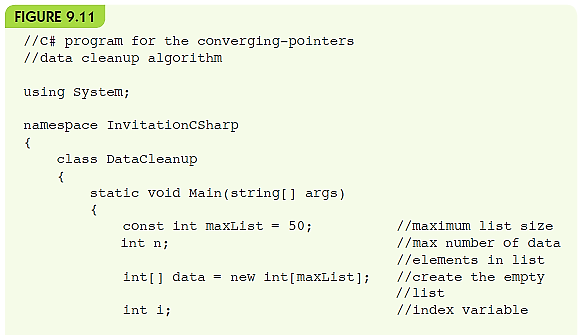 FIGURE 9.11
//C# program for the converging-pointers
//data cleanup algorithm
using System;
namespace InvitationCSharp
{
class DataCleanup
{
static void Main(string[] args)
{
const int maxList = 50; //maximum list size
int n; //max number of data
//elements in list
int[] data = new int[maxList]; //create the empty
//list
int i; //index variable